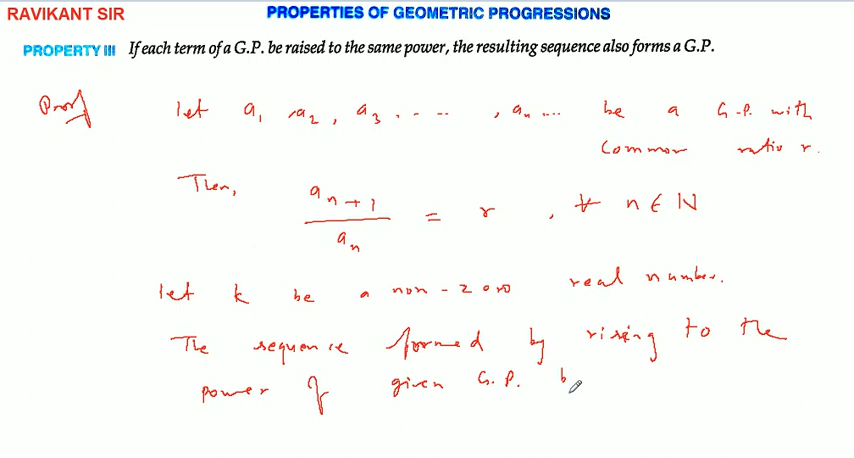 RAVIKANT SIR PROPERTIES OF GEOMETRIC PROGRESSIONS
PROPERTY III If each term of a G.P. be raised to the same power, the resulting sequence also forms a G.P.
Proof let a₁, a₂, a₃ ..... , aₙ ... be a G.P. with
common ratio r.
Then, aₙ₊₁ / aₙ = r , ∀ n ∈ N
let k be a non-zero real number.
The sequence formed by rising to the
power of given G.P. b